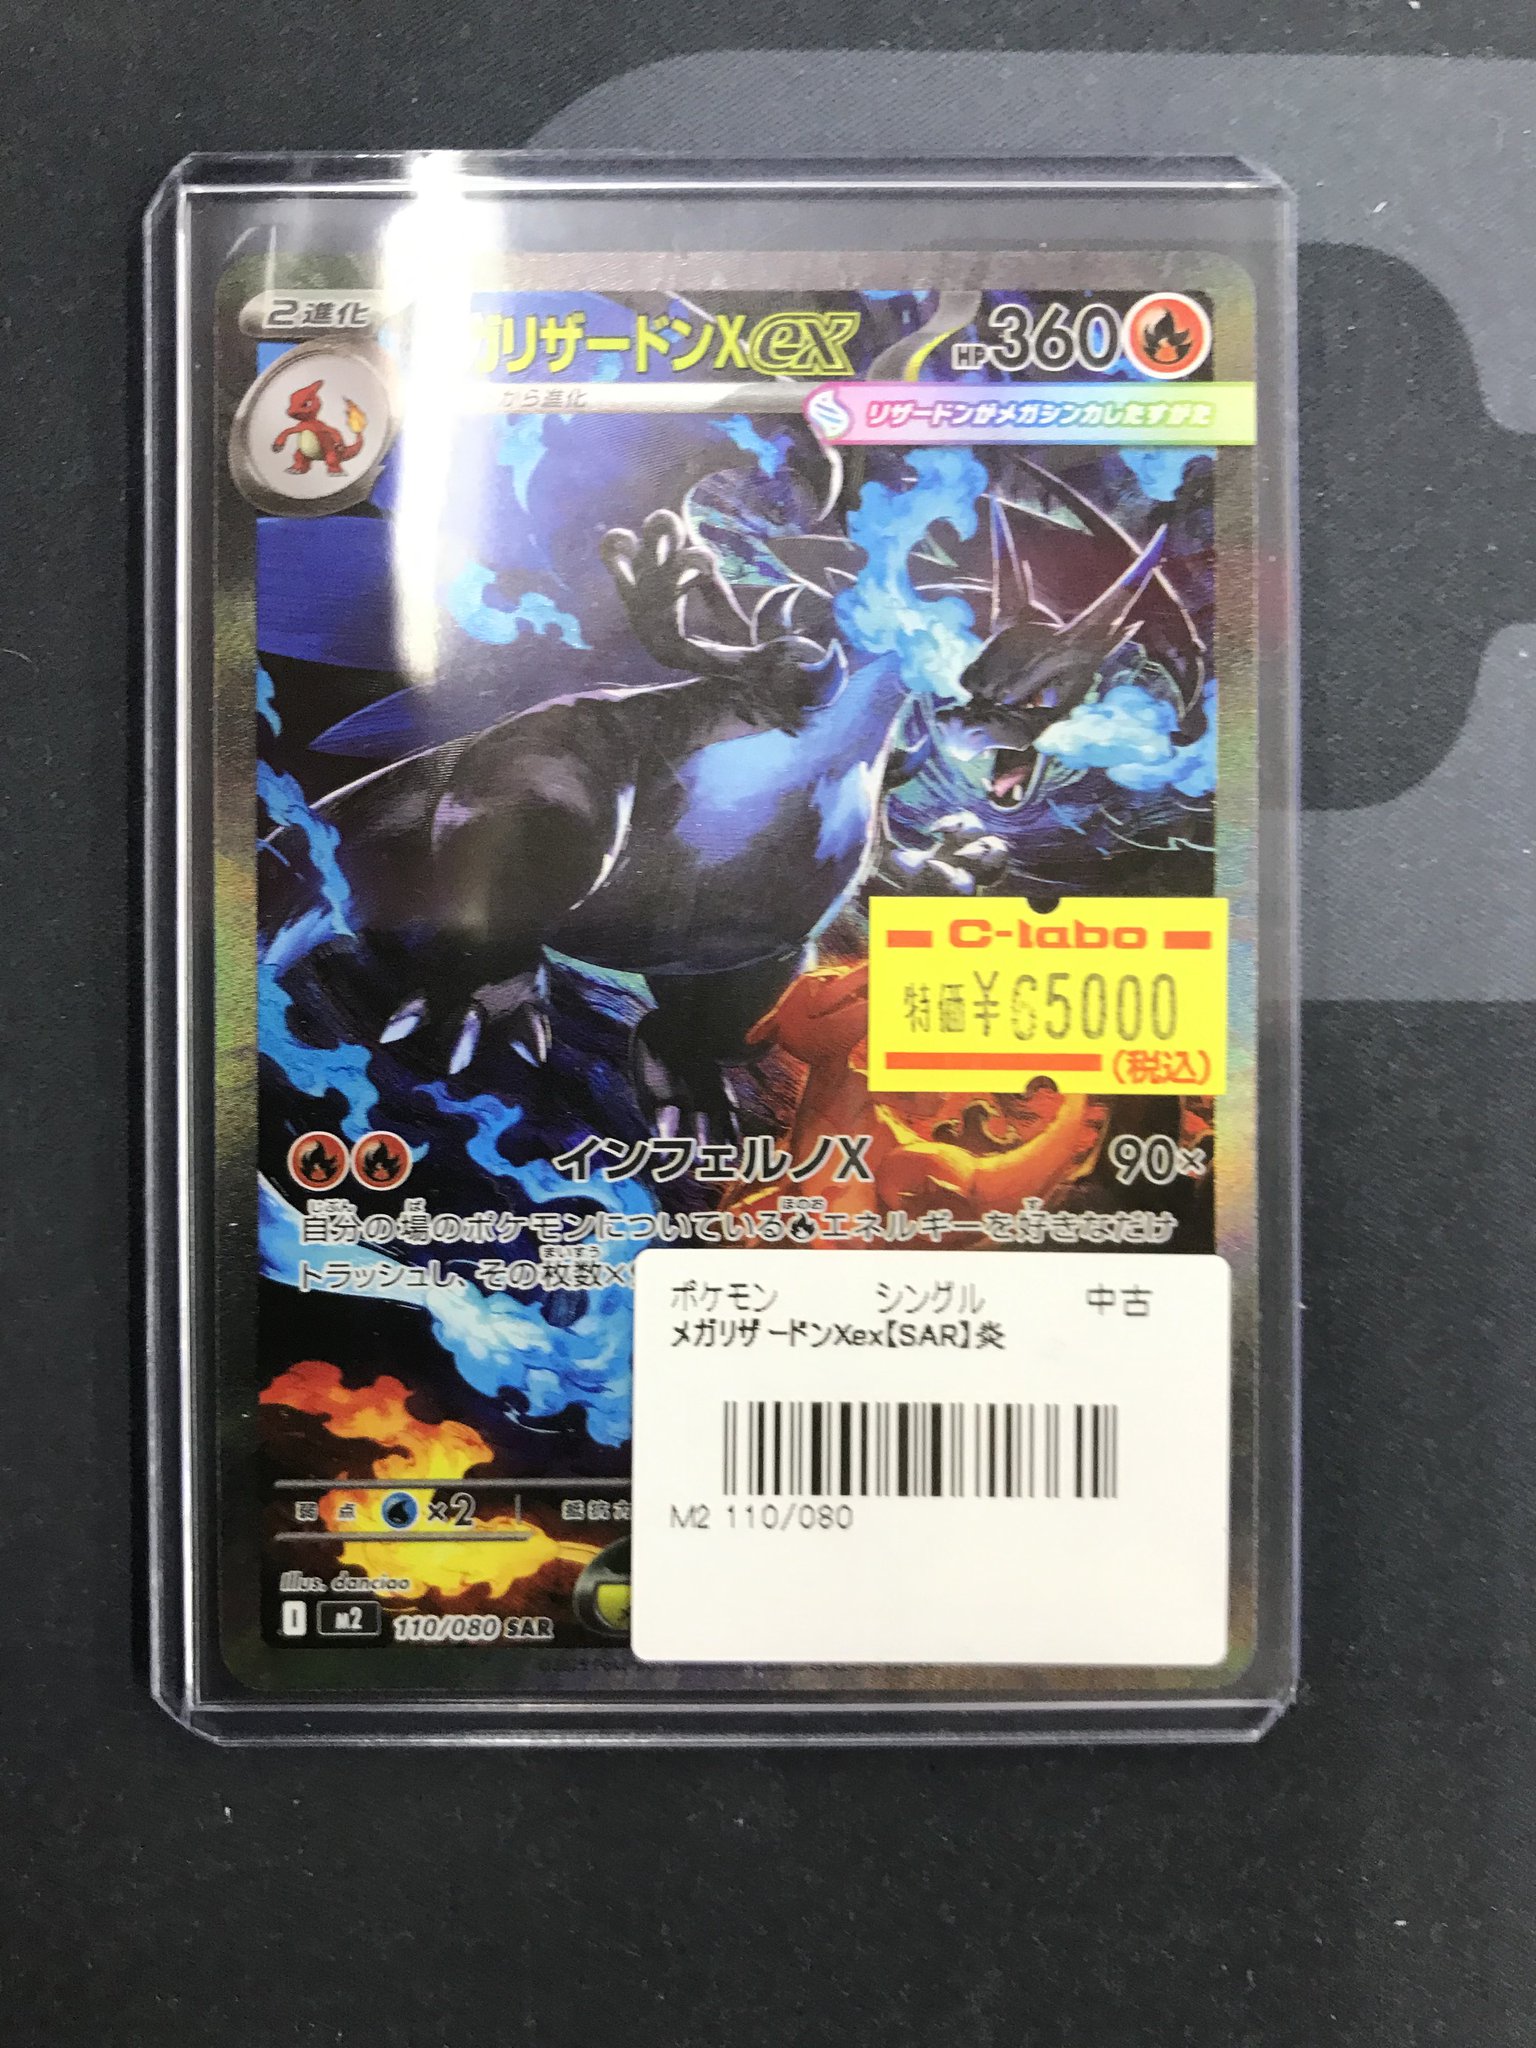 2進化
ガリザードンXex HP360
から進化
リザードンがメガシンカしたすがた
C-labo
特価¥65000
(税込)
インフェルノX 90×
自分の場のポケモンについているエネルギーを好きなだけ
トラッシュし、その枚数×
ポケモン シングル 中古
メガリザードンXex【SAR】炎
M2 110/080
弱点 ×2 抵抗力
Illus. danciao
I M2 110/080 SAR